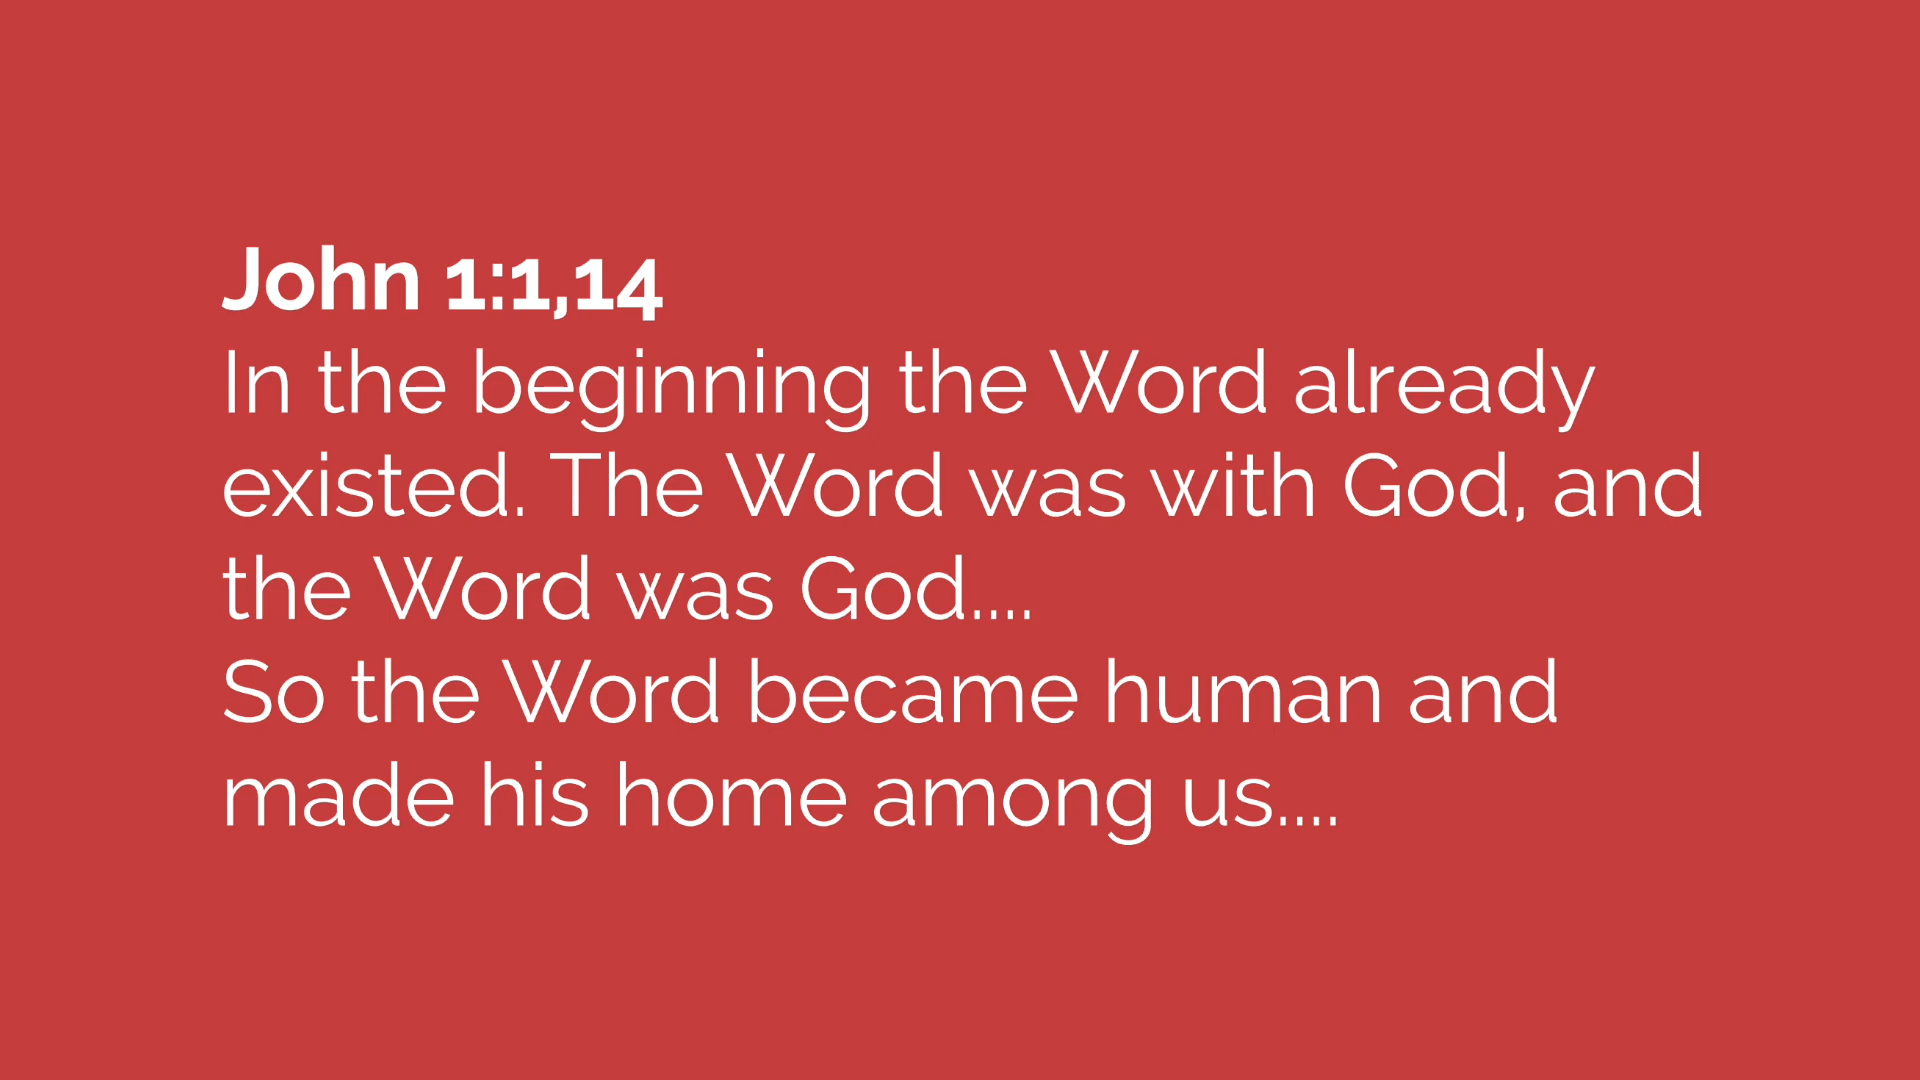 John 1:1,14
In the beginning the Word already
existed. The Word was with God, and
the Word was God....
So the Word became human and
made his home among us....